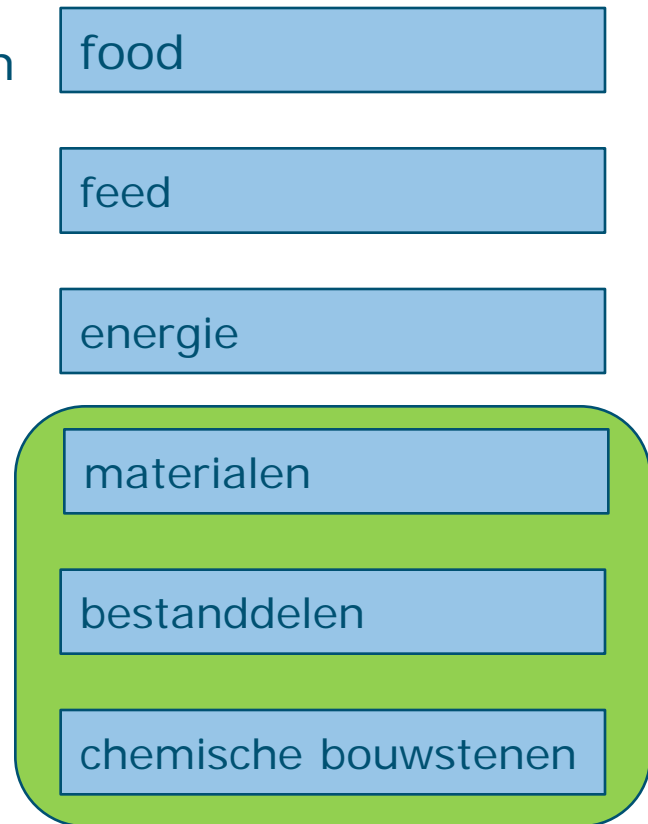 food
feed
energie
materialen
bestanddelen
chemische bouwstenen